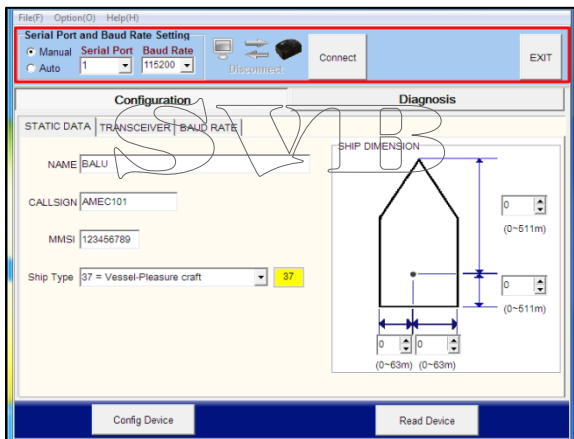 File(F) Option(O) Help(H)
Serial Port and Baud Rate Setting
Manual Serial Port Baud Rate
Auto 1 115200
Disconnect
Connect
EXIT
Configuration Diagnosis
STATIC DATA TRANSCEIVER BAUD RATE
SVB
SHIP DIMENSION
NAME BALU
CALLSIGN AMEC101
MMSI 123456789
Ship Type 37 = Vessel-Pleasure craft 37
0
(0~511m)
0
(0~511m)
0 0
(0~63m) (0~63m)
Config Device Read Device